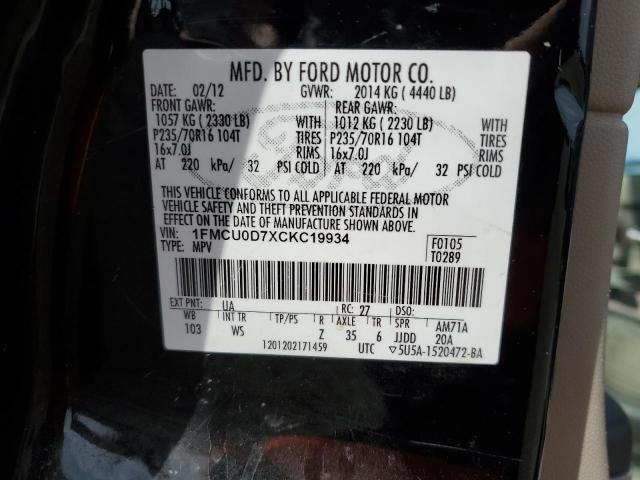 MFD. BY FORD MOTOR CO.
DATE: 02/12 GVWR: 2014 KG ( 4440 LB)
FRONT GAWR: REAR GAWR:
1057 KG ( 2330 LB) WITH 1012 KG ( 2230 LB) WITH
P235/70R16 104T TIRES P235/70R16 104T TIRES
16x7.0J RIMS 16x7.0J RIMS
AT 220 kPa/ 32 PSI COLD AT 220 kPa/ 32 PSI COLD
THIS VEHICLE CONFORMS TO ALL APPLICABLE FEDERAL MOTOR
VEHICLE SAFETY AND THEFT PREVENTION STANDARDS IN
EFFECT ON THE DATE OF MANUFACTURE SHOWN ABOVE.
VIN: 1FMCU0D7XCKC19934 F0105
TYPE: MPV T0289
EXT PNT: UA RC: 27 DSO:
WB INT TR TP/PS R AXLE TR SPR AM71A
103 WS Z 35 6 JJDD 20A
1201202171459 UTC ▽5U5A-1520472-BA
Ford